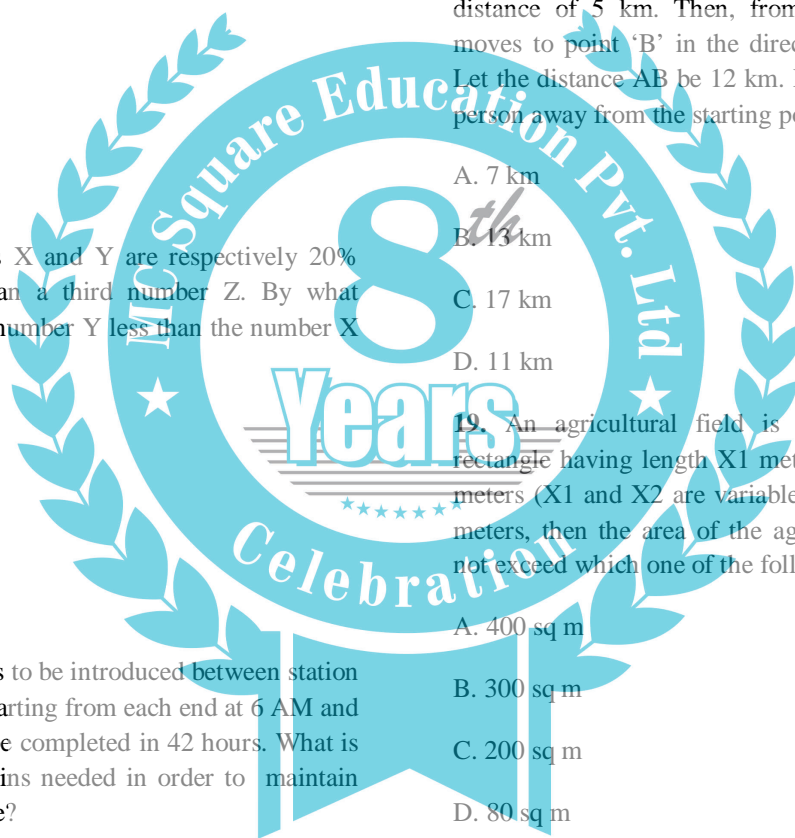 s X and Y are respectively 20%
an a third number Z. By what
number Y less than the number X
s to be introduced between station
arting from each end at 6 AM and
e completed in 42 hours. What is
ins needed in order to maintain
e?
distance of 5 km. Then, from
moves to point ‘B’ in the direc
Let the distance AB be 12 km.
person away from the starting po
A. 7 km
B. 13 km
C. 17 km
D. 11 km
19. An agricultural field is
rectangle having length X1 met
meters (X1 and X2 are variable
meters, then the area of the ag
not exceed which one of the foll
A. 400 sq m
B. 300 sq m
C. 200 sq m
D. 80 sq m
MC Square Education Pvt. Ltd
8th
Years
Celebration